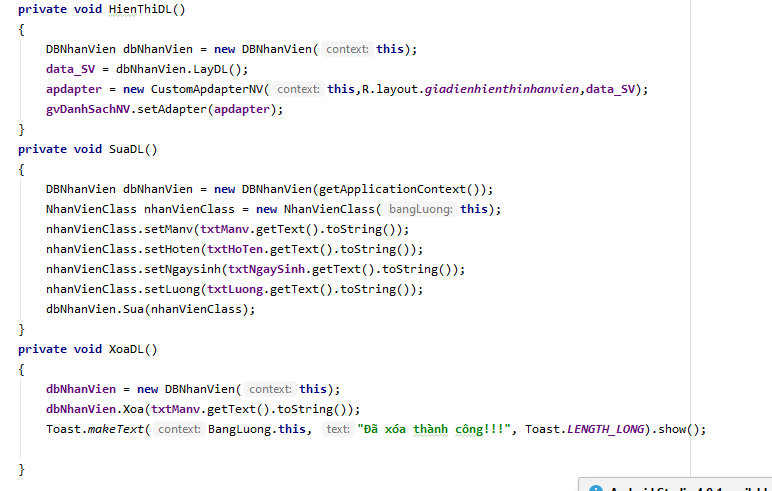 private void HienThiDL()
{
DBNhanVien dbNhanVien = new DBNhanVien( context: this);
data_SV = dbNhanVien.LayDL();
apdapter = new CustomApdapterNV( context: this,R.layout.giadienhienthinhanvien,data_SV);
gvDanhSachNV.setAdapter(apdapter);
}
private void SuaDL()
{
DBNhanVien dbNhanVien = new DBNhanVien(getApplicationContext());
NhanVienClass nhanVienClass = new NhanVienClass( bangLuong: this);
nhanVienClass.setManv(txtManv.getText().toString());
nhanVienClass.setHoten(txtHoTen.getText().toString());
nhanVienClass.setNgaysinh(txtNgaySinh.getText().toString());
nhanVienClass.setLuong(txtLuong.getText().toString());
dbNhanVien.Sua(nhanVienClass);
}
private void XoaDL()
{
dbNhanVien = new DBNhanVien( context: this);
dbNhanVien.Xoa(txtManv.getText().toString());
Toast.makeText( context: BangLuong.this, text: "Đã xóa thành công!!!", Toast.LENGTH_LONG).show();
}